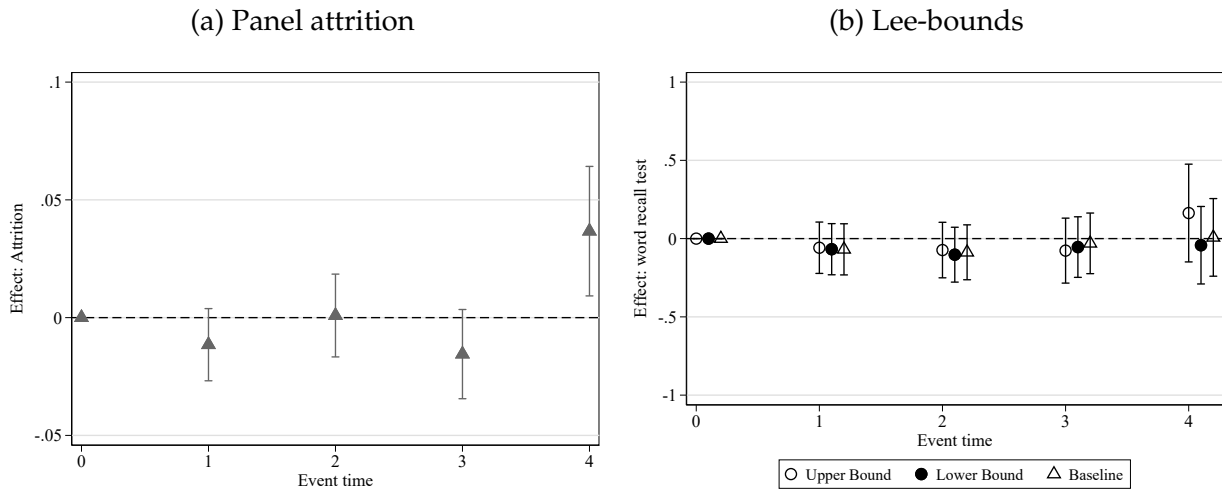 (a) Panel attrition
.1
.05
0
-.05
Effect: Attrition
0 1 2 3 4
Event time
(b) Lee-bounds
1
.5
0
-.5
-1
Effect: word recall test
0 1 2 3 4
Event time
Upper Bound Lower Bound Baseline